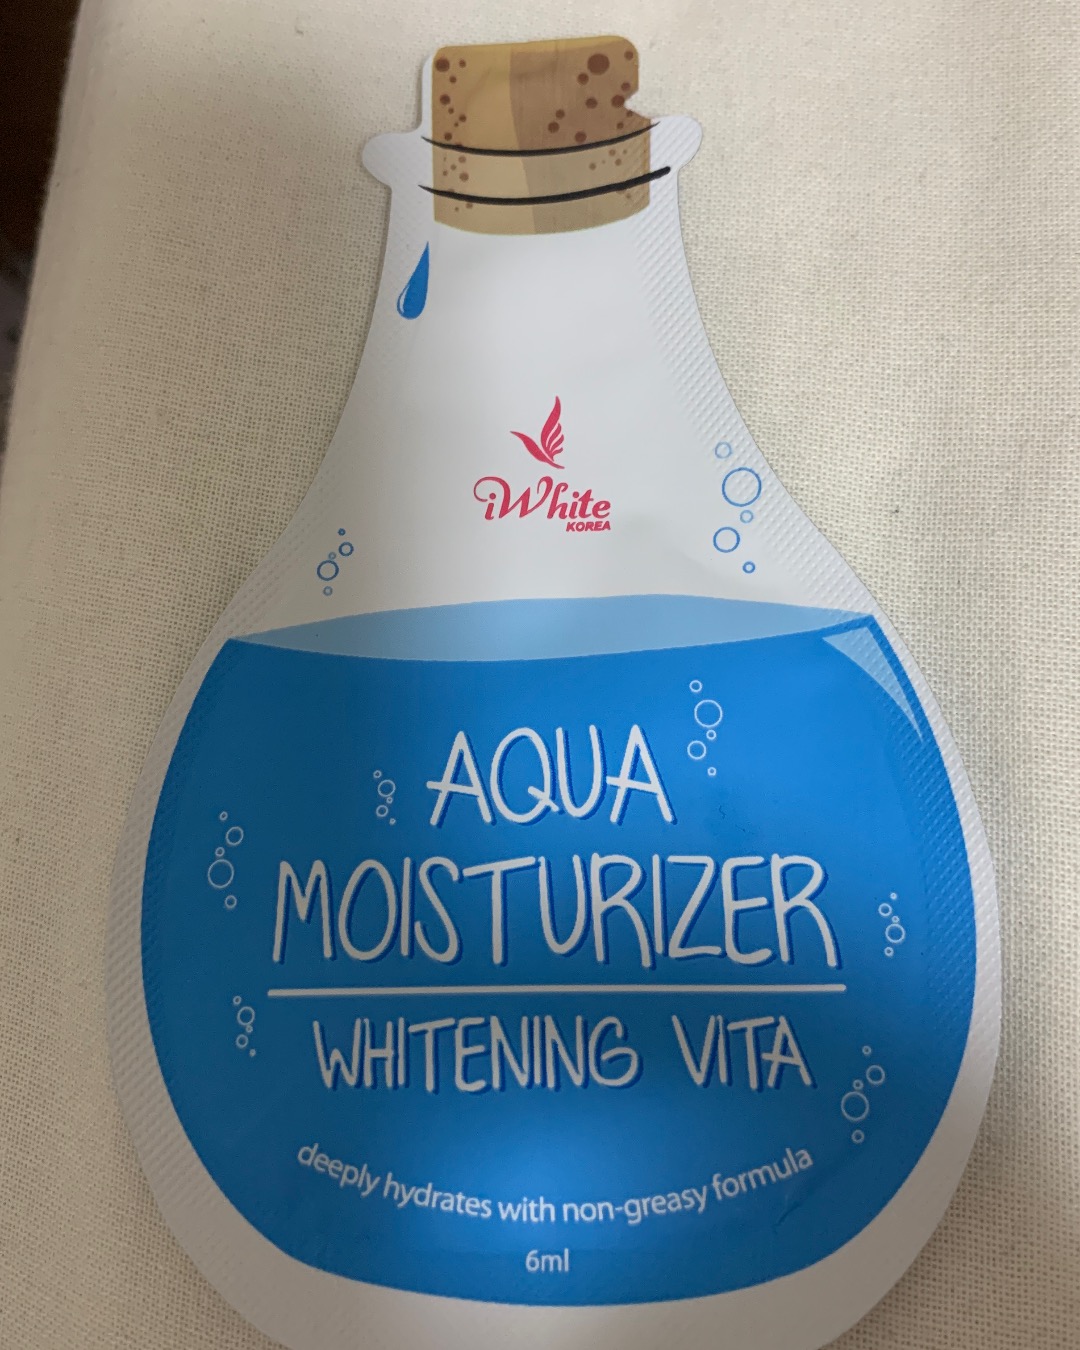 iWhite
KOREA
AQUA
MOISTURIZER
WHITENING VITA
deeply hydrates with non-greasy formula
6ml